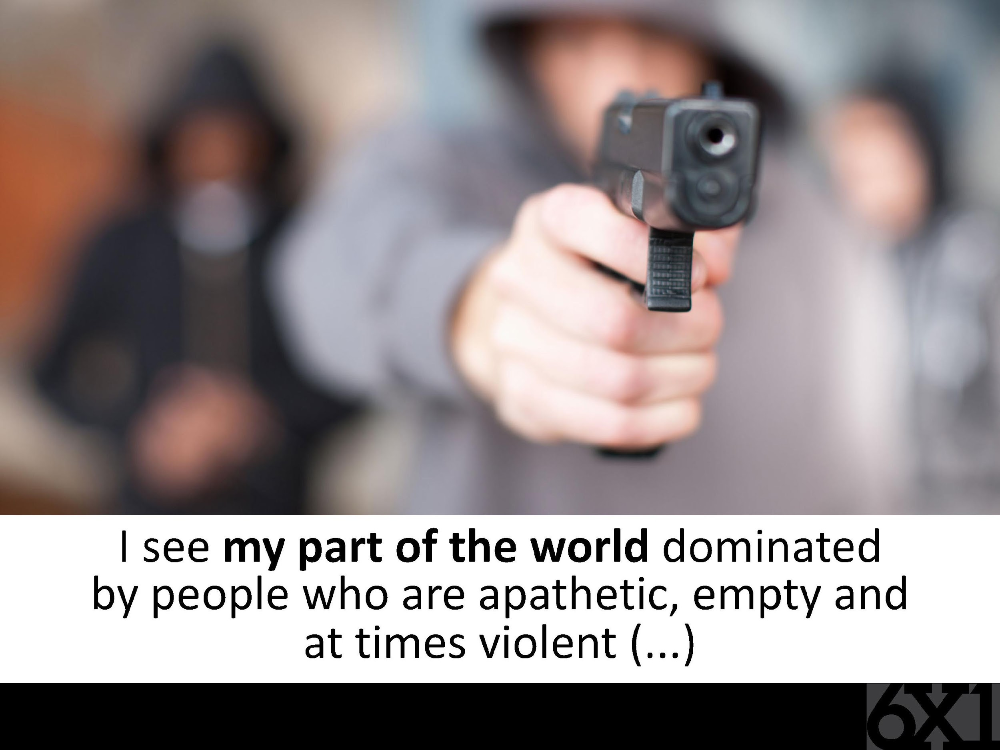 I see my part of the world dominated
by people who are apathetic, empty and
at times violent (...)
6x1